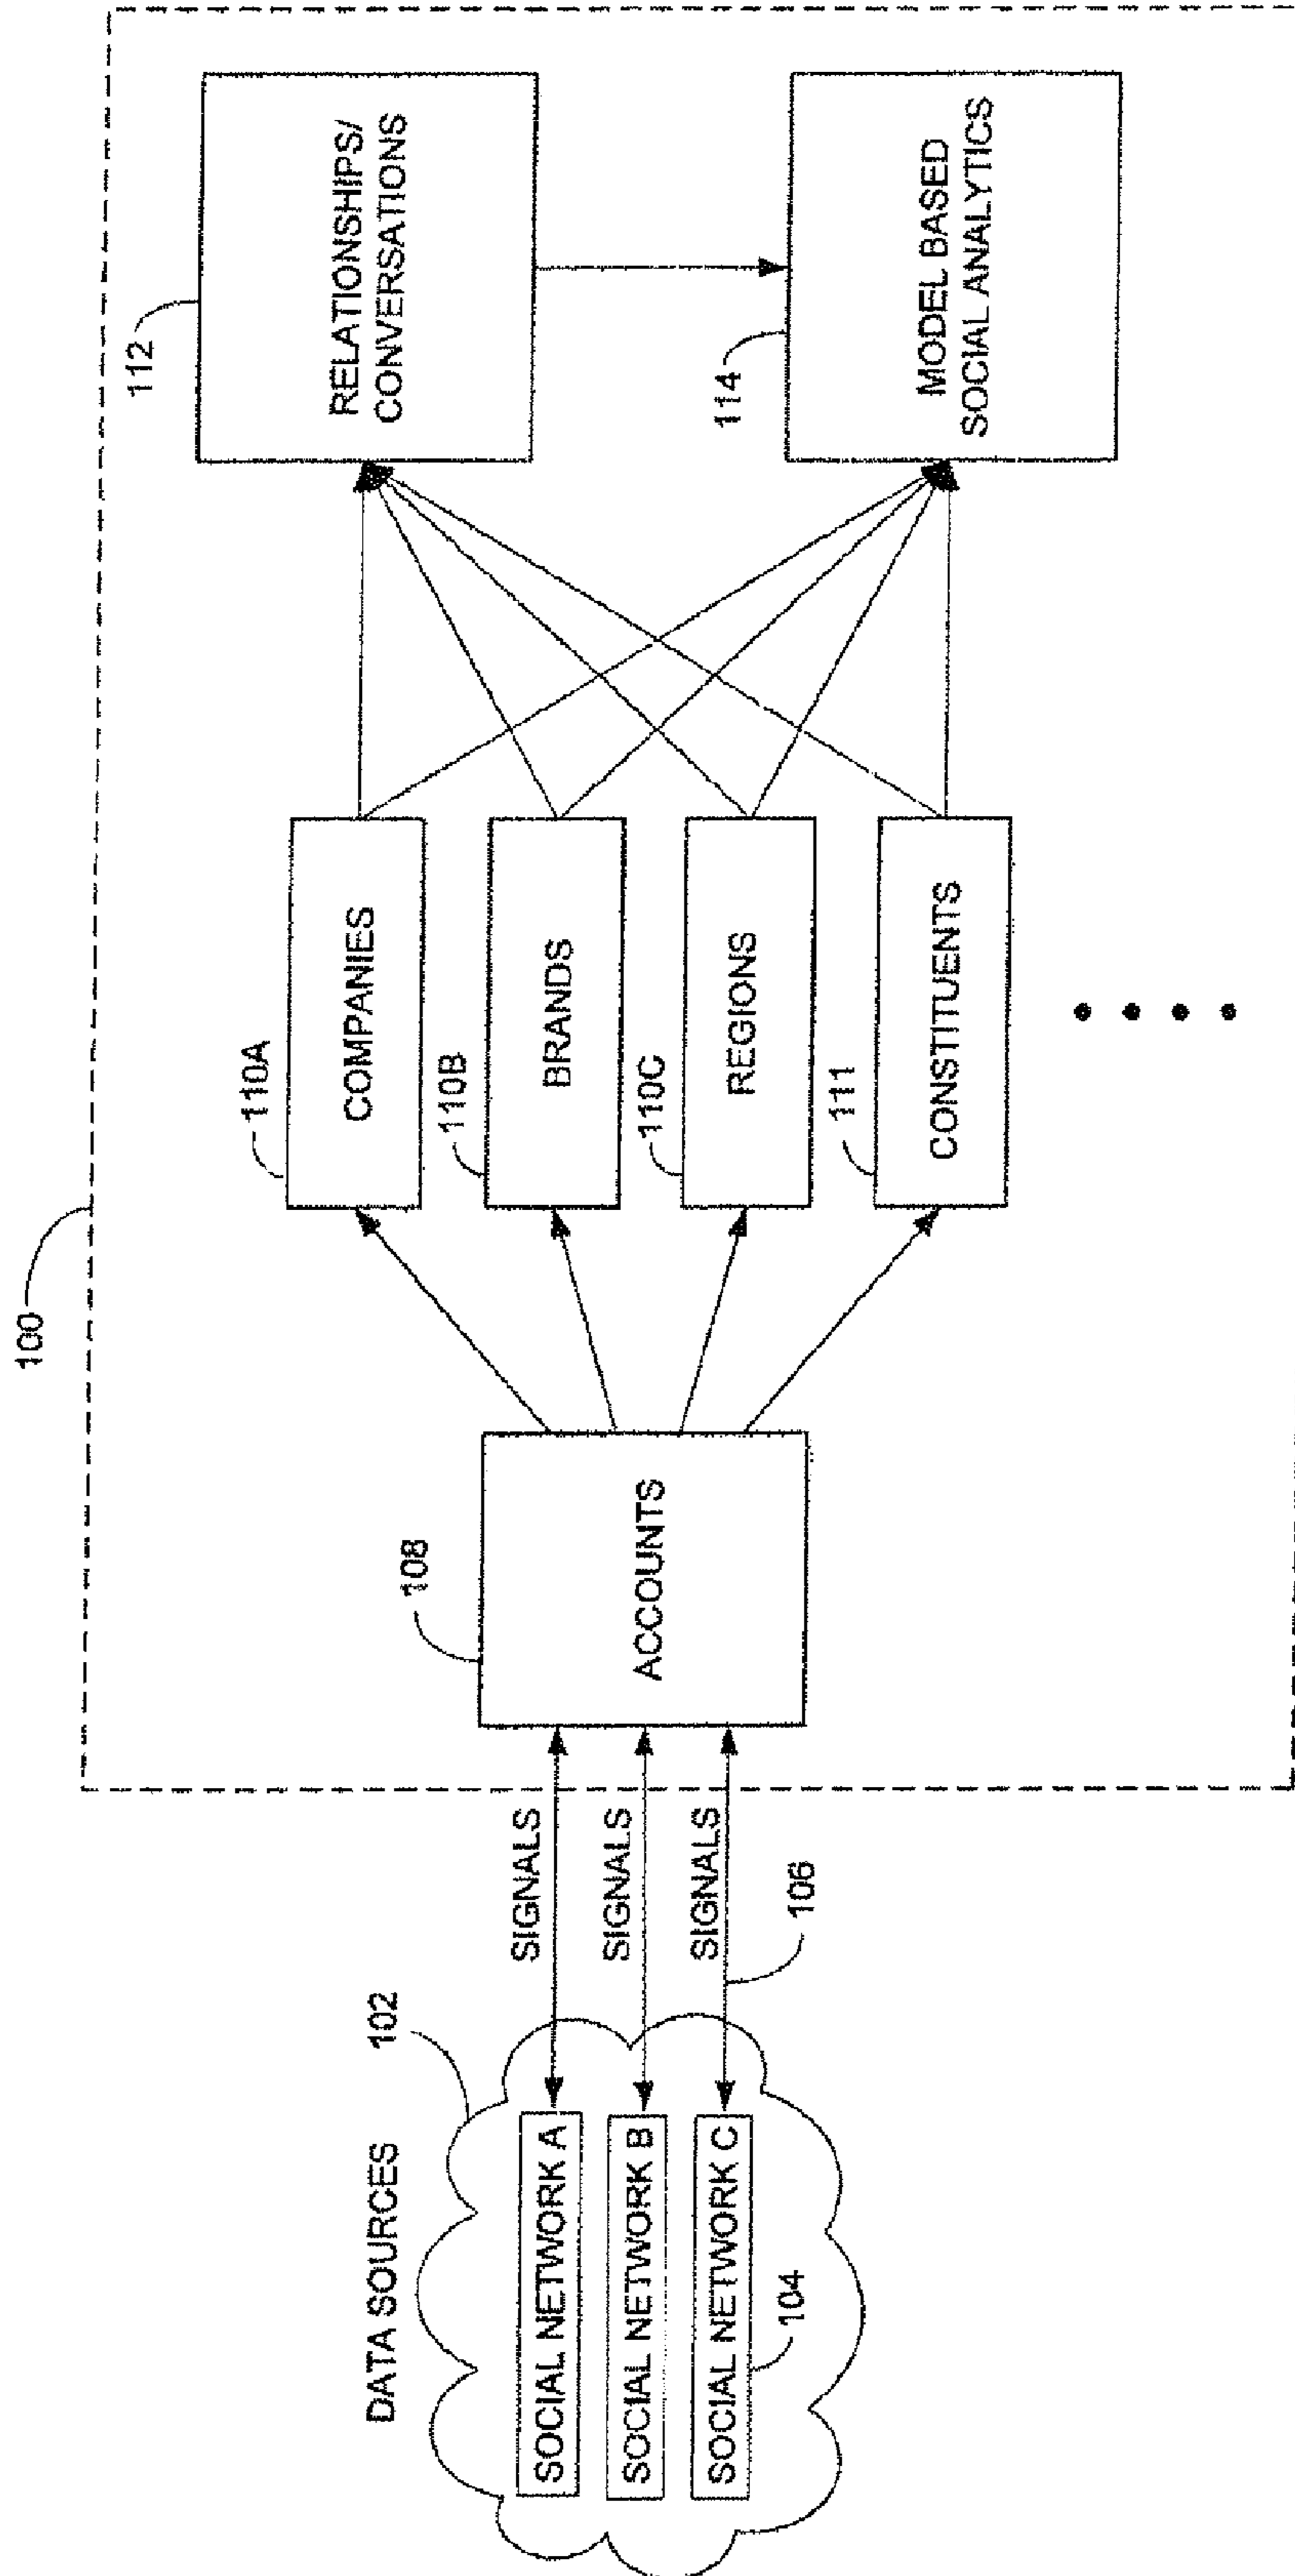 100
DATA SOURCES
102
SOCIAL NETWORK A
SOCIAL NETWORK B
SOCIAL NETWORK C
104
SIGNALS
SIGNALS
SIGNALS
106
108
ACCOUNTS
110A
COMPANIES
110B
BRANDS
110C
REGIONS
111
CONSTITUENTS
112
RELATIONSHIPS/
CONVERSATIONS
114
MODEL BASED
SOCIAL ANALYTICS